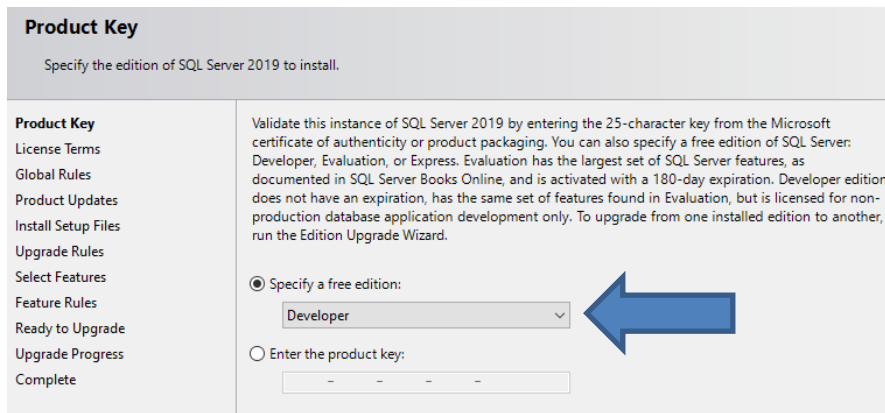 Product Key
Specify the edition of SQL Server 2019 to install.
Product Key
License Terms
Global Rules
Product Updates
Install Setup Files
Upgrade Rules
Select Features
Feature Rules
Ready to Upgrade
Upgrade Progress
Complete
Validate this instance of SQL Server 2019 by entering the 25-character key from the Microsoft
certificate of authenticity or product packaging. You can also specify a free edition of SQL Server:
Developer, Evaluation, or Express. Evaluation has the largest set of SQL Server features, as
documented in SQL Server Books Online, and is activated with a 180-day expiration. Developer edition
does not have an expiration, has the same set of features found in Evaluation, but is licensed for non-
production database application development only. To upgrade from one installed edition to another,
run the Edition Upgrade Wizard.
Specify a free edition:
Developer
Enter the product key:
- - - -